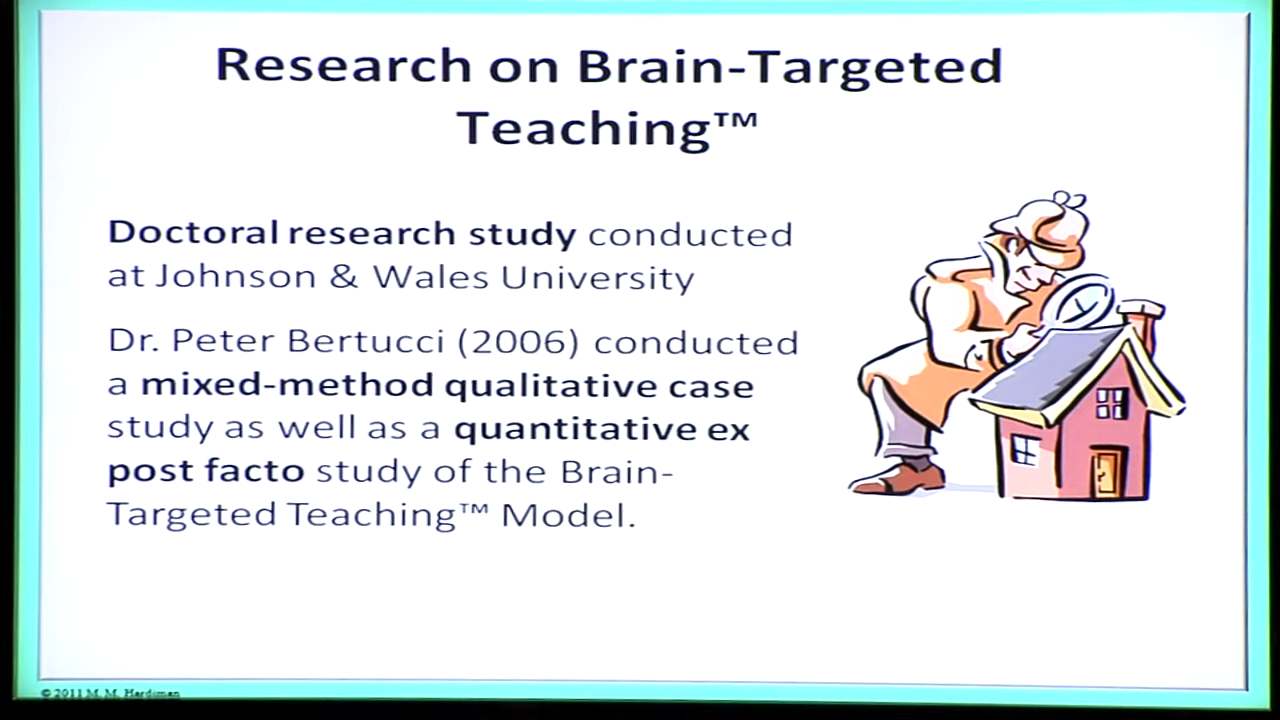 Research on Brain-Targeted
Teaching™
Doctoral research study conducted
at Johnson & Wales University
Dr. Peter Bertucci (2006) conducted
a mixed-method qualitative case
study as well as a quantitative ex
post facto study of the Brain-
Targeted Teaching™ Model.
© 2011 M. M. Hardiman